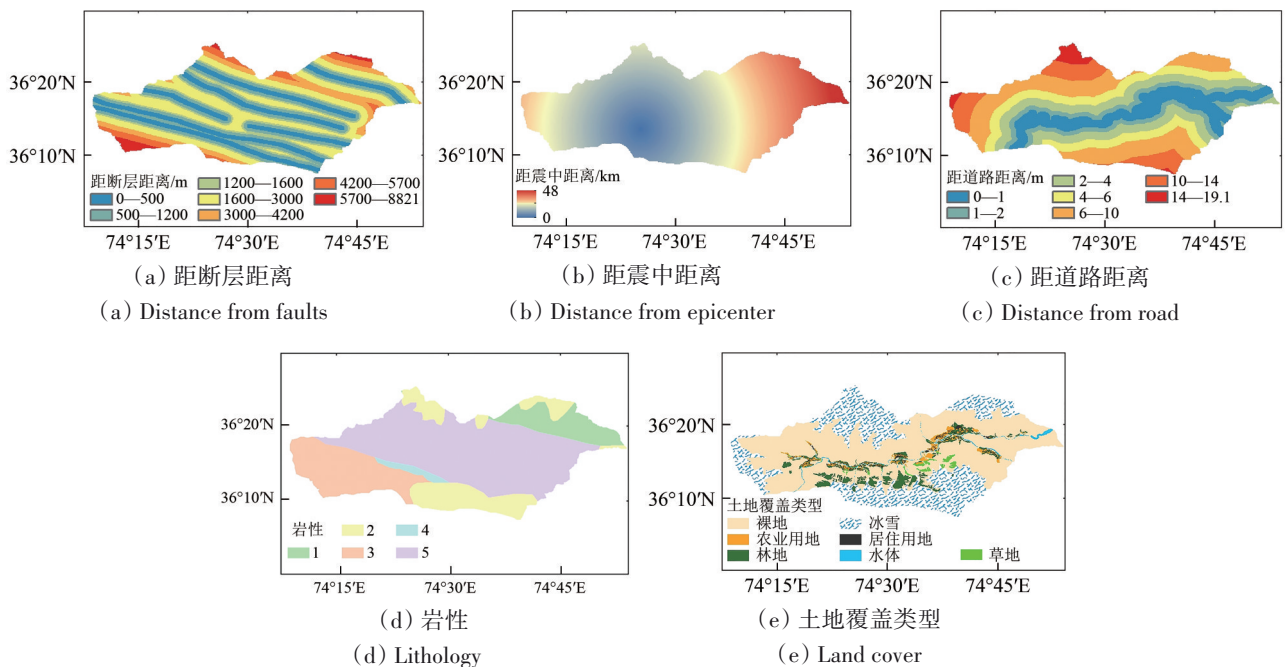 36°20′N
36°10′N
距断层距离/m
0—500
500—1200
1200—1600
1600—3000
3000—4200
4200—5700
5700—8821
74°15′E 74°30′E 74°45′E
(a) 距断层距离
(a) Distance from faults
36°20′N
36°10′N
距震中距离/km
48
0
74°15′E 74°30′E 74°45′E
(b) 距震中距离
(b) Distance from epicenter
36°20′N
36°10′N
距道路距离/m
0—1
1—2
2—4
4—6
6—10
10—14
14—19.1
74°15′E 74°30′E 74°45′E
(c) 距道路距离
(c) Distance from road
36°20′N
36°10′N
岩性
1
2
3
4
5
74°15′E 74°30′E 74°45′E
(d) 岩性
(d) Lithology
36°20′N
36°10′N
土地覆盖类型
裸地
农业用地
林地
冰雪
居住用地
水体
草地
74°15′E 74°30′E 74°45′E
(e) 土地覆盖类型
(e) Land cover